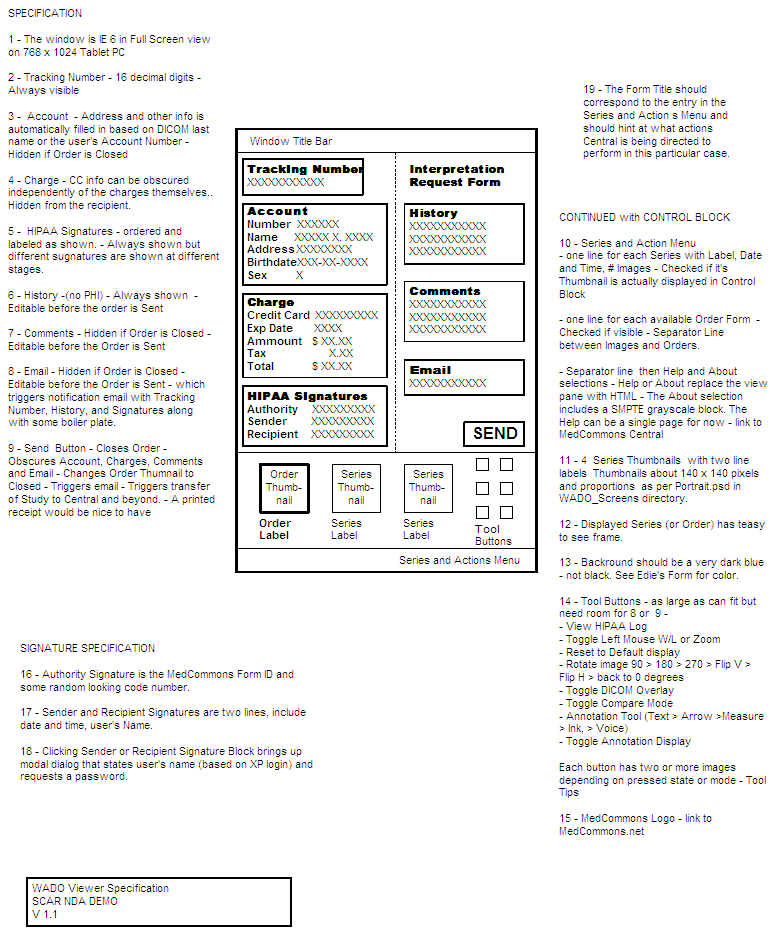 SPECIFICATION
1 - The window is IE 6 in Full Screen view
on 768 x 1024 Tablet PC
2 - Tracking Number - 16 decimal digits -
Always visible
3 - Account - Address and other info is
automatically filled in based on DICOM last
name or the user's Account Number -
Hidden if Order is Closed
4 - Charge - CC info can be obscured
independently of the charges themselves..
Hidden from the recipient.
5 - HIPAA Signatures - ordered and
labeled as shown. - Always shown but
different sugnatures are shown at different
stages.
6 - History -(no PHI) - Always shown -
Editable before the order is Sent
7 - Comments - Hidden if Order is Closed -
Editable before the Order is Sent
8 - Email - Hidden if Order is Closed -
Editable before the Order is Sent - which
triggers notification email with Tracking
Number, History, and Signatures along
with some boiler plate.
9 - Send Button - Closes Order -
Obscures Account, Charges, Comments
and Email - Changes Order Thumnail to
Closed - Triggers email - Triggers transfer
of Study to Central and beyond. - A printed
receipt would be nice to have
Window Title Bar
Tracking Number
XXXXXXXXXXX
Account
Number XXXXXX
Name XXXXX X. XXXX
Address XXXXXXXX
Birthdate XXX-XX-XXXX
Sex X
Charge
Credit Card XXXXXXXXX
Exp Date XXXX
Ammount $ XX.XX
Tax X.XX
Total $ XX.XX
HIPAA Signatures
Authority XXXXXXXXX
Sender XXXXXXXXX
Recipient XXXXXXXXX
Interpretation
Request Form
History
XXXXXXXXXXX
XXXXXXXXXXX
XXXXXXXXXXX
Comments
XXXXXXXXXXX
XXXXXXXXXXX
XXXXXXXXXXX
Email
XXXXXXXXXXX
SEND
Order
Thumb-
nail
Order
Label
Series
Thumb-
nail
Series
Label
Series
Thumb-
nail
Series
Label
Tool
Buttons
Series and Actions Menu
19 - The Form Title should
correspond to the entry in the
Series and Action s Menu and
should hint at what actions
Central is being directed to
perform in this particular case.
CONTINUED with CONTROL BLOCK
10 - Series and Action Menu
- one line for each Series with Label, Date
and Time, # Images - Checked if it's
Thumbnail is actually displayed in Control
Block
- one line for each available Order Form -
Checked if visible - Separator Line
between Images and Orders.
- Separator line then Help and About
selections - Help or About replace the view
pane with HTML - The About selection
includes a SMPTE grayscale block. The
Help can be a single page for now - link to
MedCommons Central
11 - 4 Series Thumbnails with two line
labels Thumbnails about 140 x 140 pixels
and proportions as per Portrait.psd in
WADO_Screens directory.
12 - Displayed Series (or Order) has teasy
to see frame.
13 - Backround should be a very dark blue
- not black. See Edie's Form for color.
14 - Tool Buttons - as large as can fit but
need room for 8 or 9 -
- View HIPAA Log
- Toggle Left Mouse W/L or Zoom
- Reset to Default display
- Rotate image 90 > 180 > 270 > Flip V >
Flip H > back to 0 degrees
- Toggle DICOM Overlay
- Toggle Compare Mode
- Annotation Tool (Text > Arrow >Measure
> Ink, > Voice)
- Toggle Annotation Display
Each button has two or more images
depending on pressed state or mode - Tool
Tips
15 - MedCommons Logo - link to
MedCommons.net
SIGNATURE SPECIFICATION
16 - Authority Signature is the MedCommons Form ID and
some random looking code number.
17 - Sender and Recipient Signatures are two lines, include
date and time, user's Name.
18 - Clicking Sender or Recipient Signature Block brings up
modal dialog that states user's name (based on XP login) and
requests a password.
WADO Viewer Specification
SCAR NDA DEMO
V 1.1